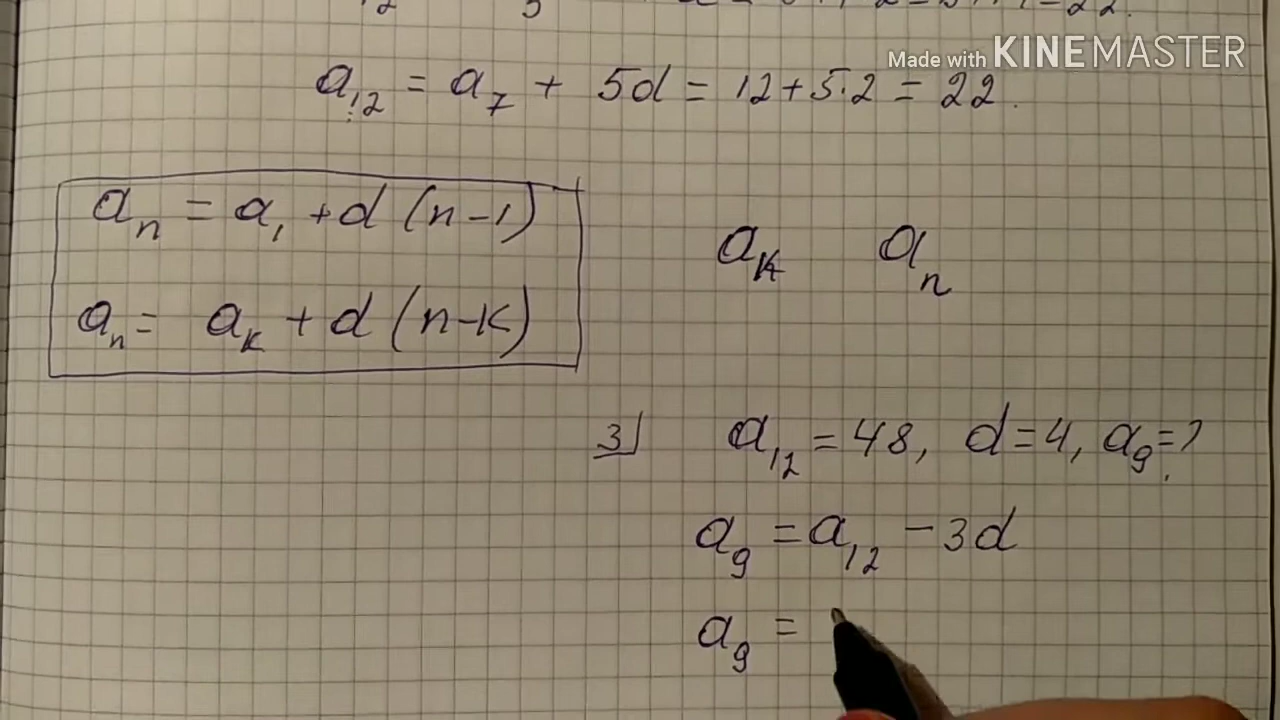 Made with KINEMASTER
a₁₂ = a₇ + 5d = 12+5·2 = 22.
aₙ = a₁ + d (n-1)
aₖ aₙ
aₙ = aₖ + d (n-k)
3) a₁₂ = 48, d=4, a₉=?
a₉ = a₁₂ - 3d
a₉ =